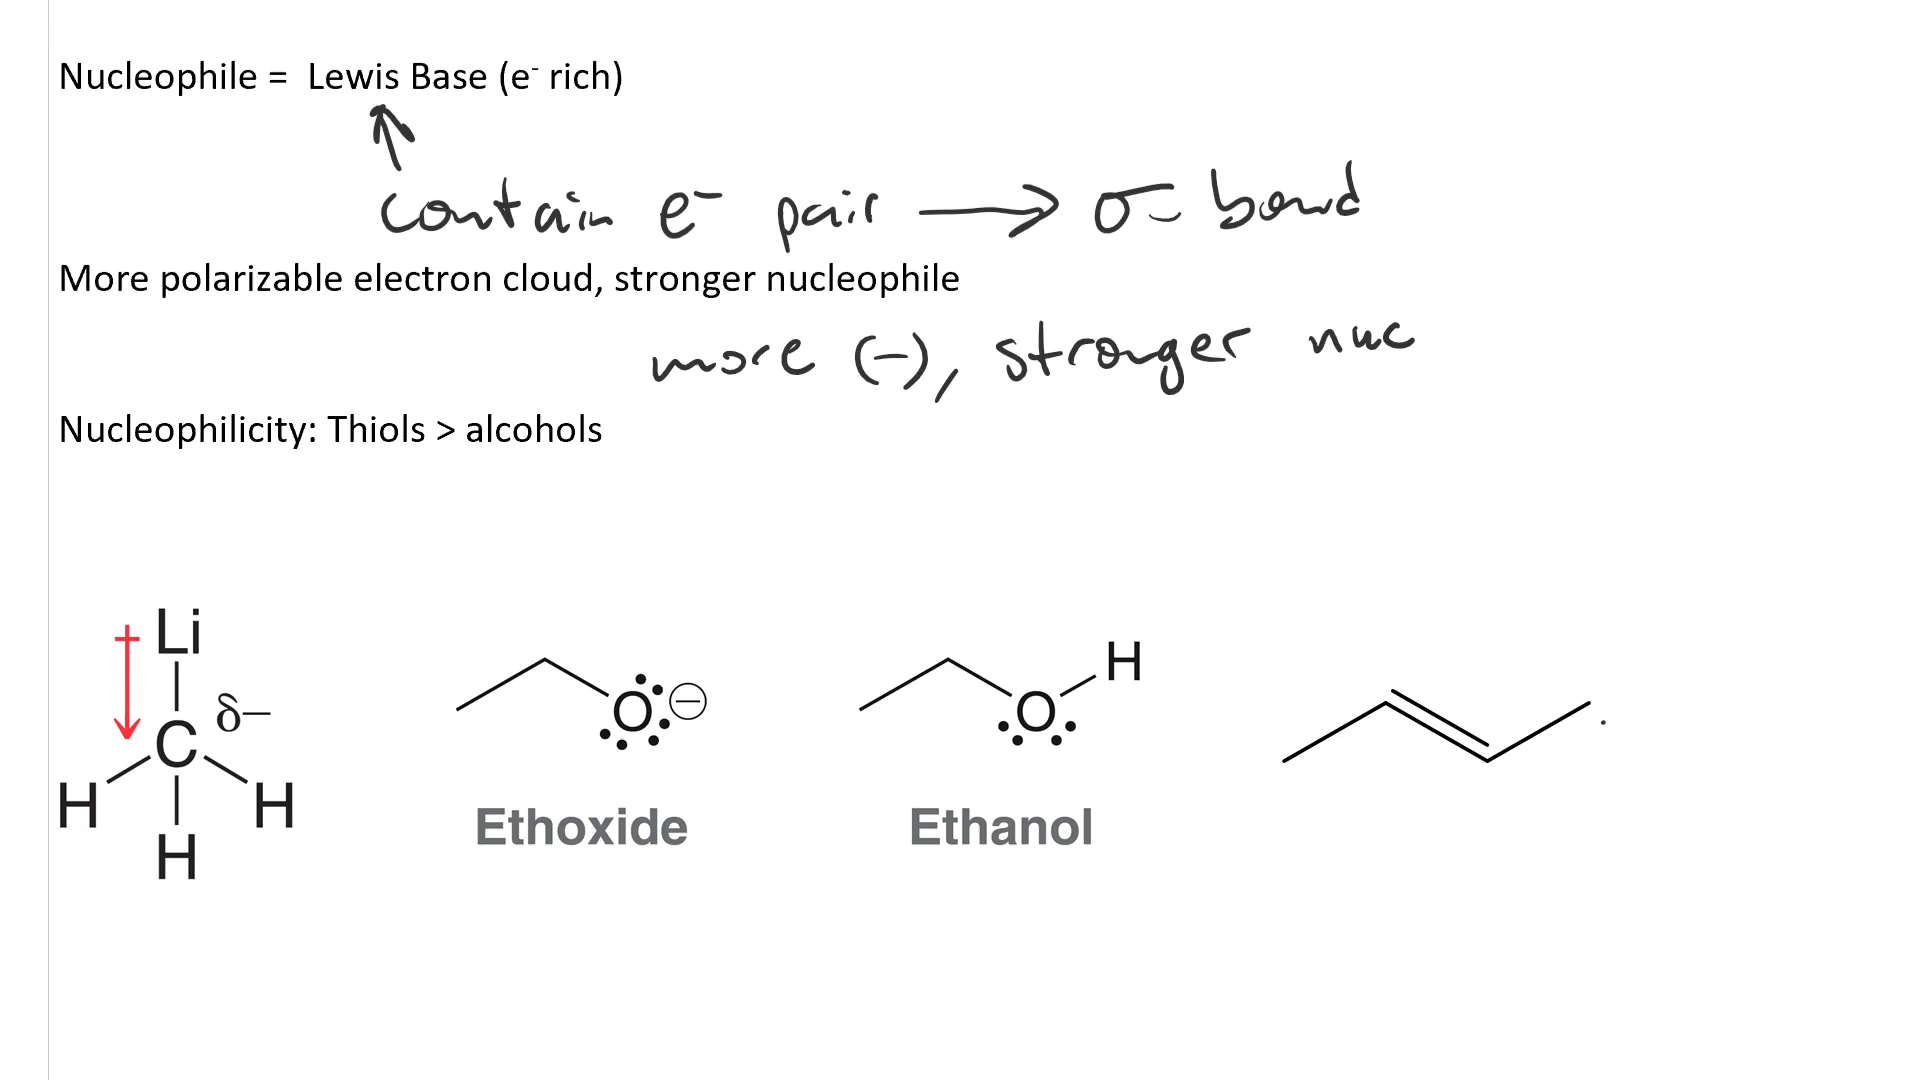 Nucleophile = Lewis Base (e⁻ rich)
contain e⁻ pair → σ bond
More polarizable electron cloud, stronger nucleophile
more (-), stronger nuc
Nucleophilicity: Thiols > alcohols
Li
δ–
C
H H
H
O ⊖
H
O
Ethoxide Ethanol